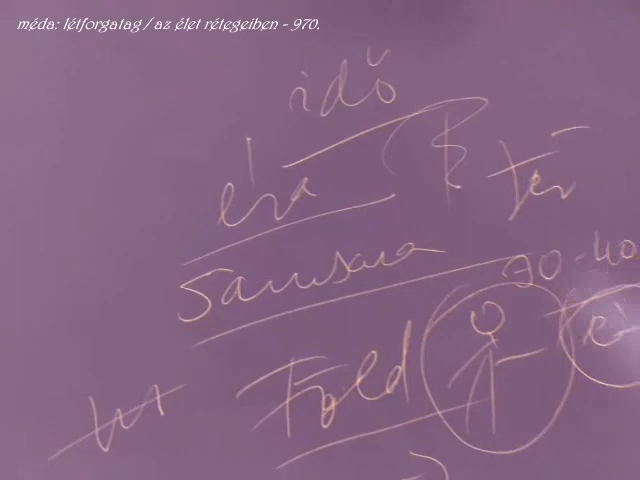 méda: létforgatag / az élet rétegeiben - 970.
idő
éra
tér
Samsara
30-40
Föld